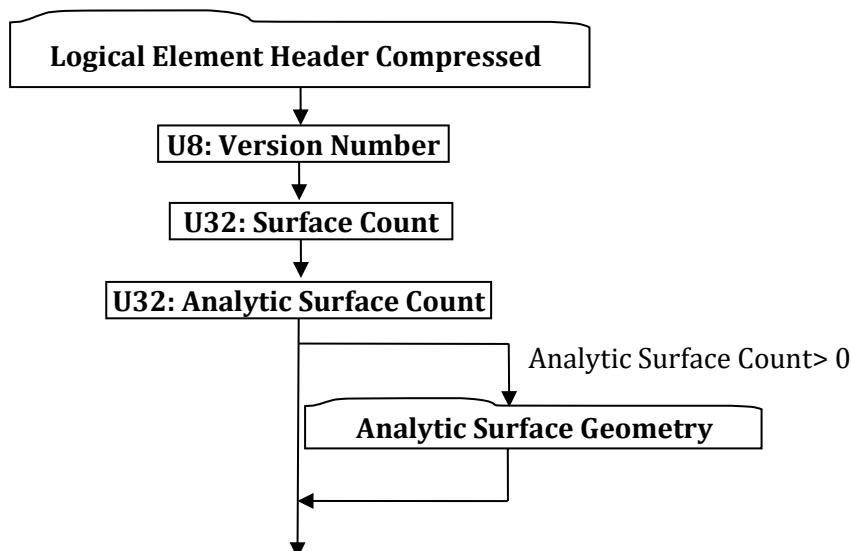 Logical Element Header Compressed
U8: Version Number
U32: Surface Count
U32: Analytic Surface Count
Analytic Surface Count> 0
Analytic Surface Geometry